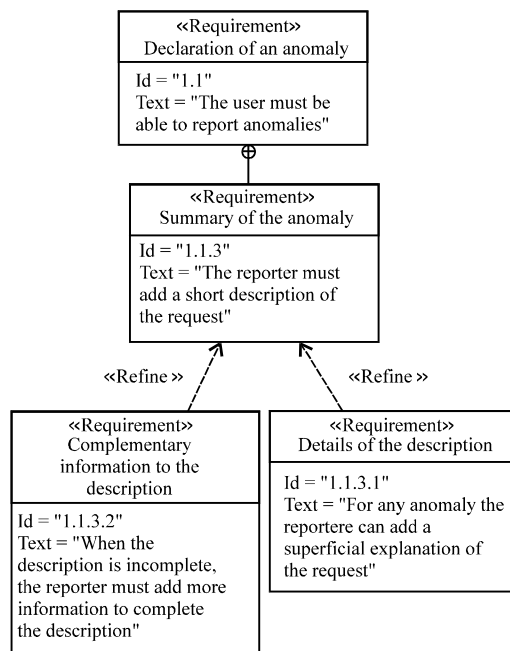 «Requirement»
Declaration of an anomaly
Id = "1.1"
Text = "The user must be
able to report anomalies"
«Requirement»
Summary of the anomaly
Id = "1.1.3"
Text = "The reporter must
add a short description of
the request"
«Refine»
«Refine»
«Requirement»
Complementary
information to the
description
Id = "1.1.3.2"
Text = "When the
description is incomplete,
the reporter must add more
information to complete
the description"
«Requirement»
Details of the description
Id = "1.1.3.1"
Text = "For any anomaly the
reportere can add a
superficial explanation of
the request"